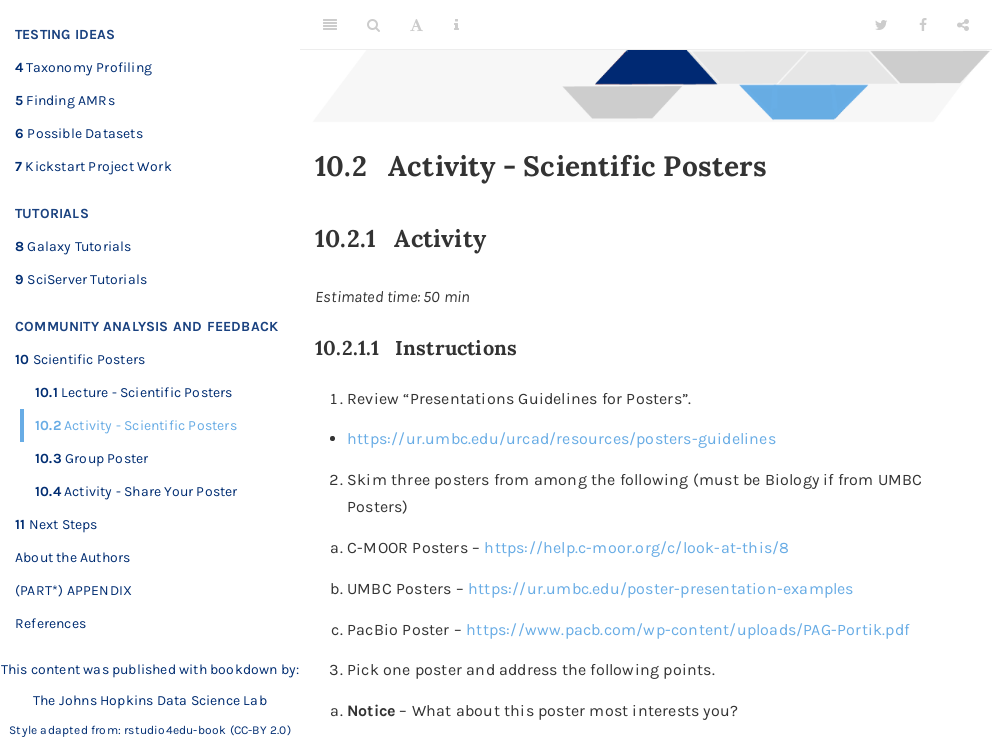 TESTING IDEAS
4 Taxonomy Profiling
5 Finding AMRs
6 Possible Datasets
7 Kickstart Project Work
TUTORIALS
8 Galaxy Tutorials
9 SciServer Tutorials
COMMUNITY ANALYSIS AND FEEDBACK
10 Scientific Posters
10.1 Lecture - Scientific Posters
10.2 Activity - Scientific Posters
10.3 Group Poster
10.4 Activity - Share Your Poster
11 Next Steps
About the Authors
(PART*) APPENDIX
References
This content was published with bookdown by:
The Johns Hopkins Data Science Lab
Style adapted from: rstudio4edu-book (CC-BY 2.0)
10.2 Activity - Scientific Posters
10.2.1 Activity
Estimated time: 50 min
10.2.1.1 Instructions
1. Review “Presentations Guidelines for Posters”.
• https://ur.umbc.edu/urcad/resources/posters-guidelines
2. Skim three posters from among the following (must be Biology if from UMBC
Posters)
a. C-MOOR Posters – https://help.c-moor.org/c/look-at-this/8
b. UMBC Posters – https://ur.umbc.edu/poster-presentation-examples
c. PacBio Poster – https://www.pacb.com/wp-content/uploads/PAG-Portik.pdf
3. Pick one poster and address the following points.
a. Notice – What about this poster most interests you?